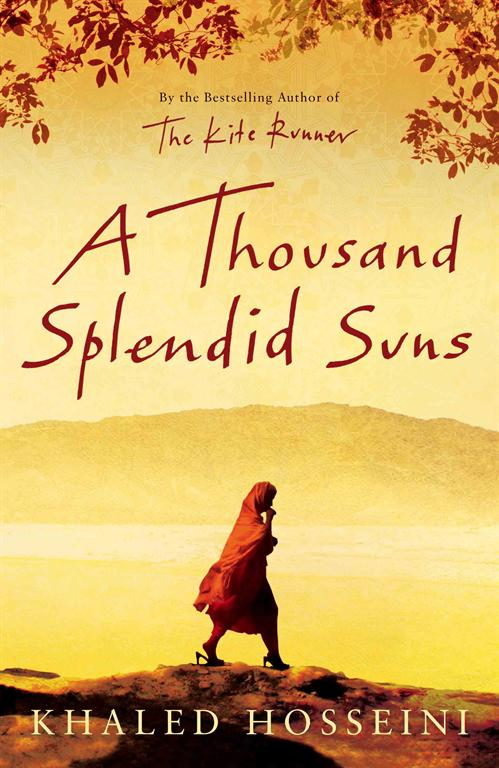 By the Bestselling Author of
The Kite Runner
A Thousand
Splendid Suns
KHALED HOSSEINI